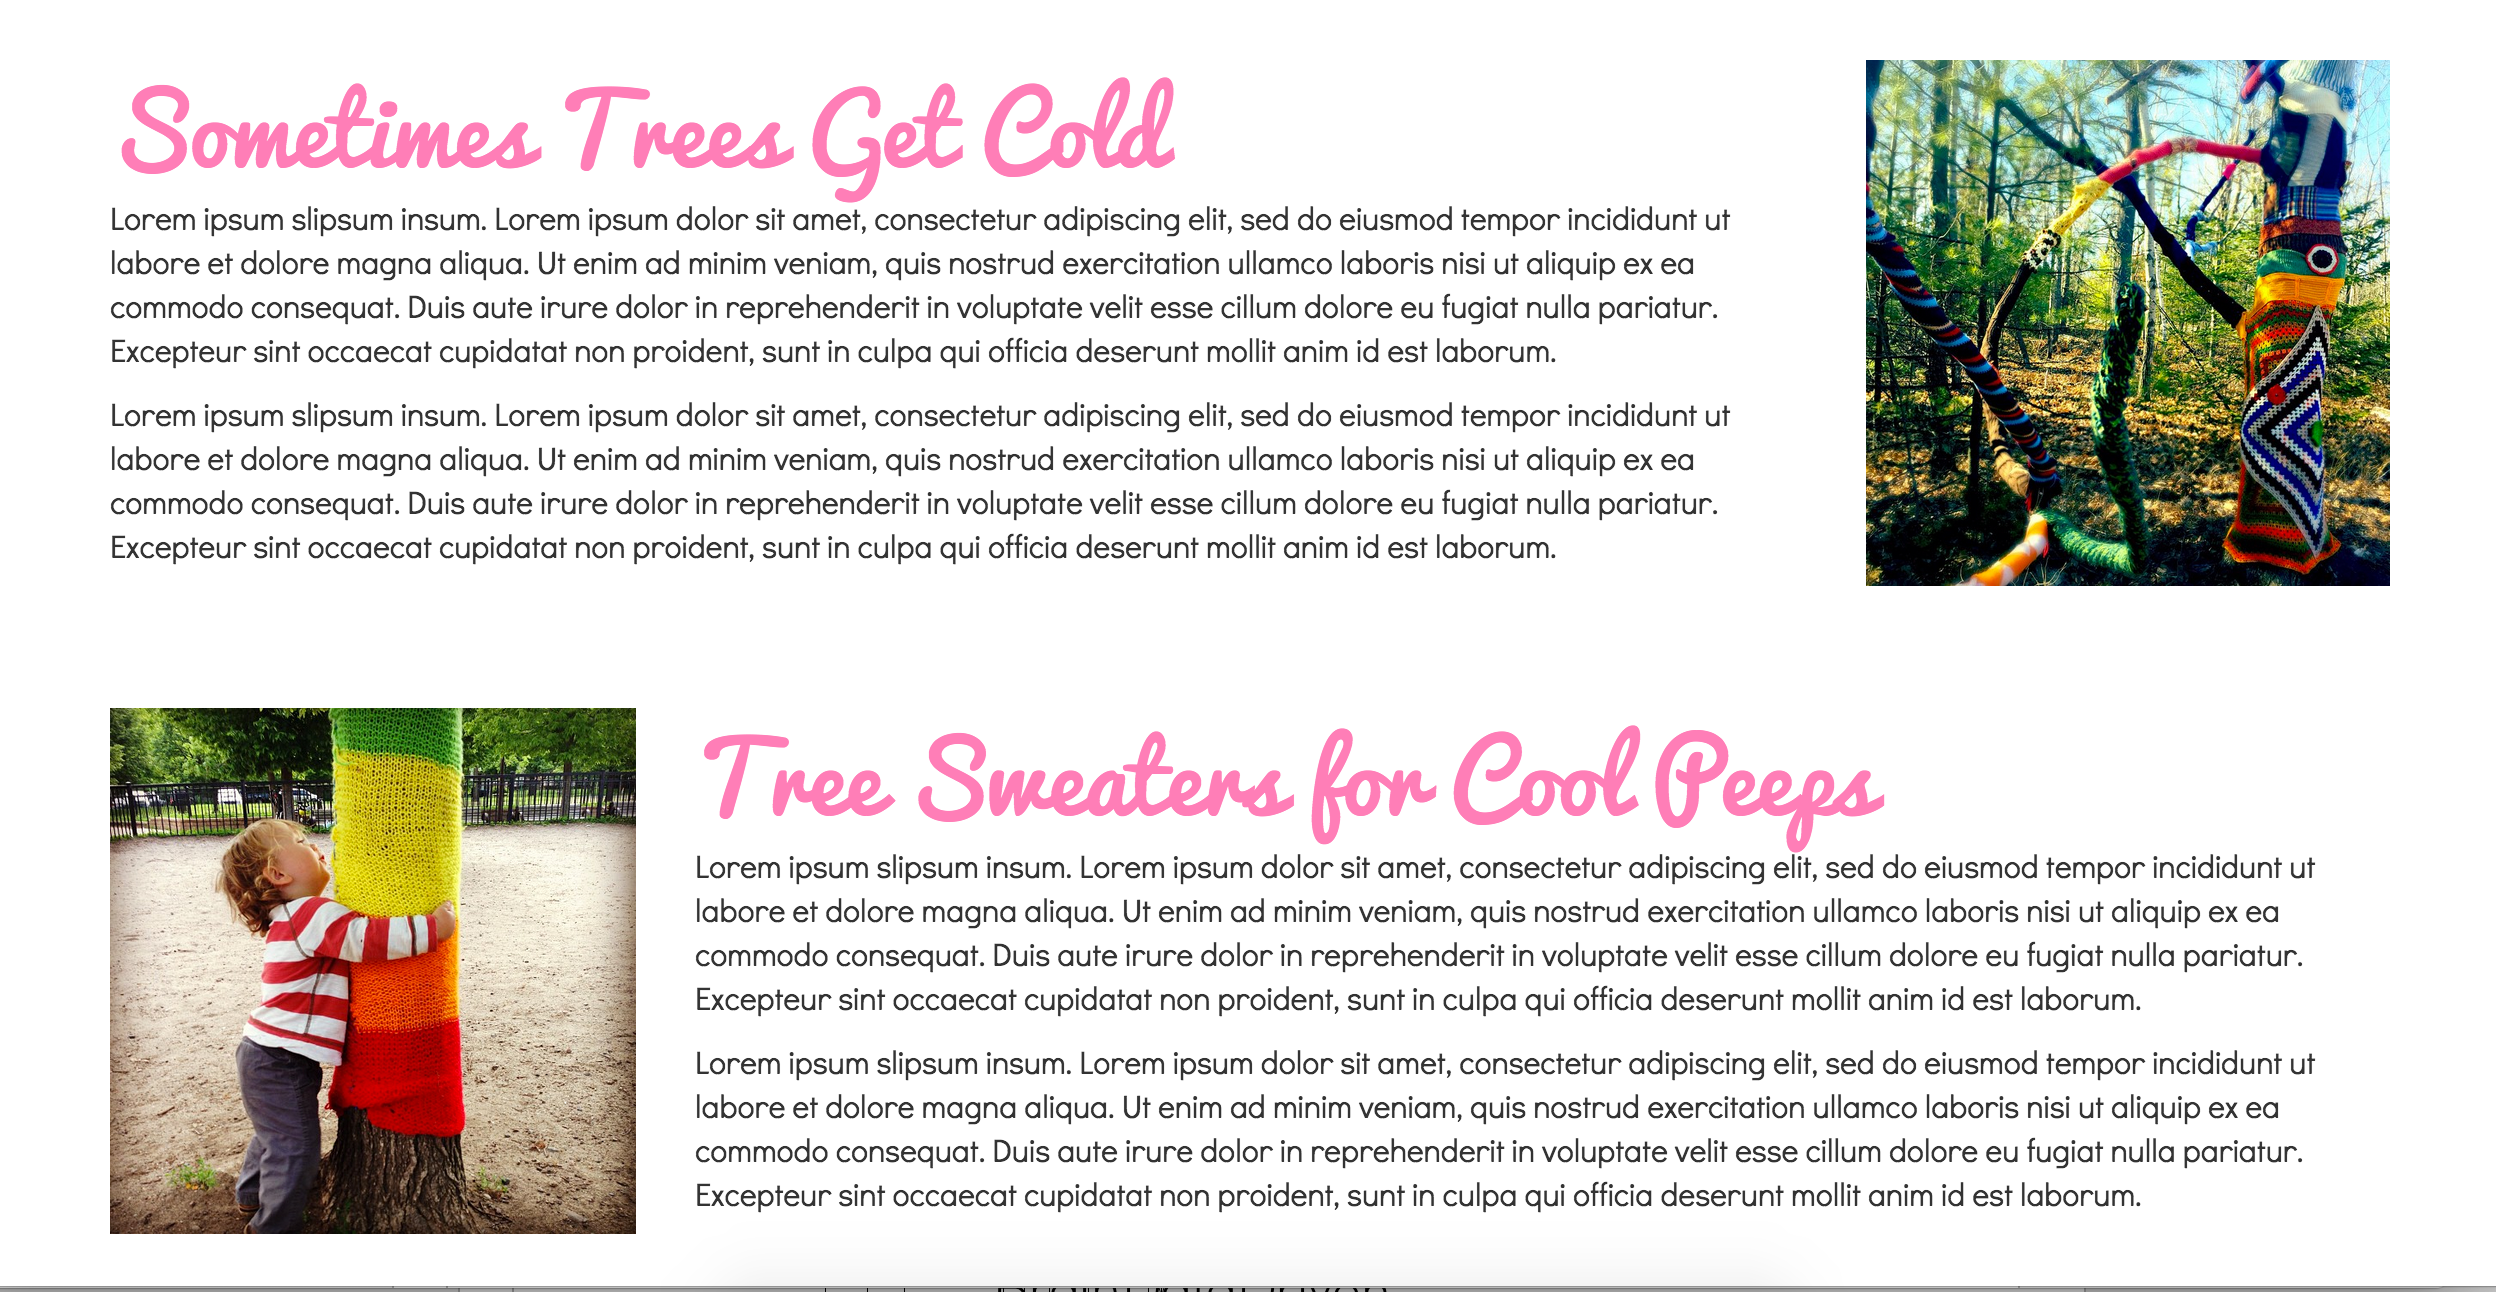 Sometimes Trees Get Cold
Lorem ipsum slipsum insum. Lorem ipsum dolor sit amet, consectetur adipiscing elit, sed do eiusmod tempor incididunt ut
labore et dolore magna aliqua. Ut enim ad minim veniam, quis nostrud exercitation ullamco laboris nisi ut aliquip ex ea
commodo consequat. Duis aute irure dolor in reprehenderit in voluptate velit esse cillum dolore eu fugiat nulla pariatur.
Excepteur sint occaecat cupidatat non proident, sunt in culpa qui officia deserunt mollit anim id est laborum.
Lorem ipsum slipsum insum. Lorem ipsum dolor sit amet, consectetur adipiscing elit, sed do eiusmod tempor incididunt ut
labore et dolore magna aliqua. Ut enim ad minim veniam, quis nostrud exercitation ullamco laboris nisi ut aliquip ex ea
commodo consequat. Duis aute irure dolor in reprehenderit in voluptate velit esse cillum dolore eu fugiat nulla pariatur.
Excepteur sint occaecat cupidatat non proident, sunt in culpa qui officia deserunt mollit anim id est laborum.
Tree Sweaters for Cool Peeps
Lorem ipsum slipsum insum. Lorem ipsum dolor sit amet, consectetur adipiscing elit, sed do eiusmod tempor incididunt ut
labore et dolore magna aliqua. Ut enim ad minim veniam, quis nostrud exercitation ullamco laboris nisi ut aliquip ex ea
commodo consequat. Duis aute irure dolor in reprehenderit in voluptate velit esse cillum dolore eu fugiat nulla pariatur.
Excepteur sint occaecat cupidatat non proident, sunt in culpa qui officia deserunt mollit anim id est laborum.
Lorem ipsum slipsum insum. Lorem ipsum dolor sit amet, consectetur adipiscing elit, sed do eiusmod tempor incididunt ut
labore et dolore magna aliqua. Ut enim ad minim veniam, quis nostrud exercitation ullamco laboris nisi ut aliquip ex ea
commodo consequat. Duis aute irure dolor in reprehenderit in voluptate velit esse cillum dolore eu fugiat nulla pariatur.
Excepteur sint occaecat cupidatat non proident, sunt in culpa qui officia deserunt mollit anim id est laborum.